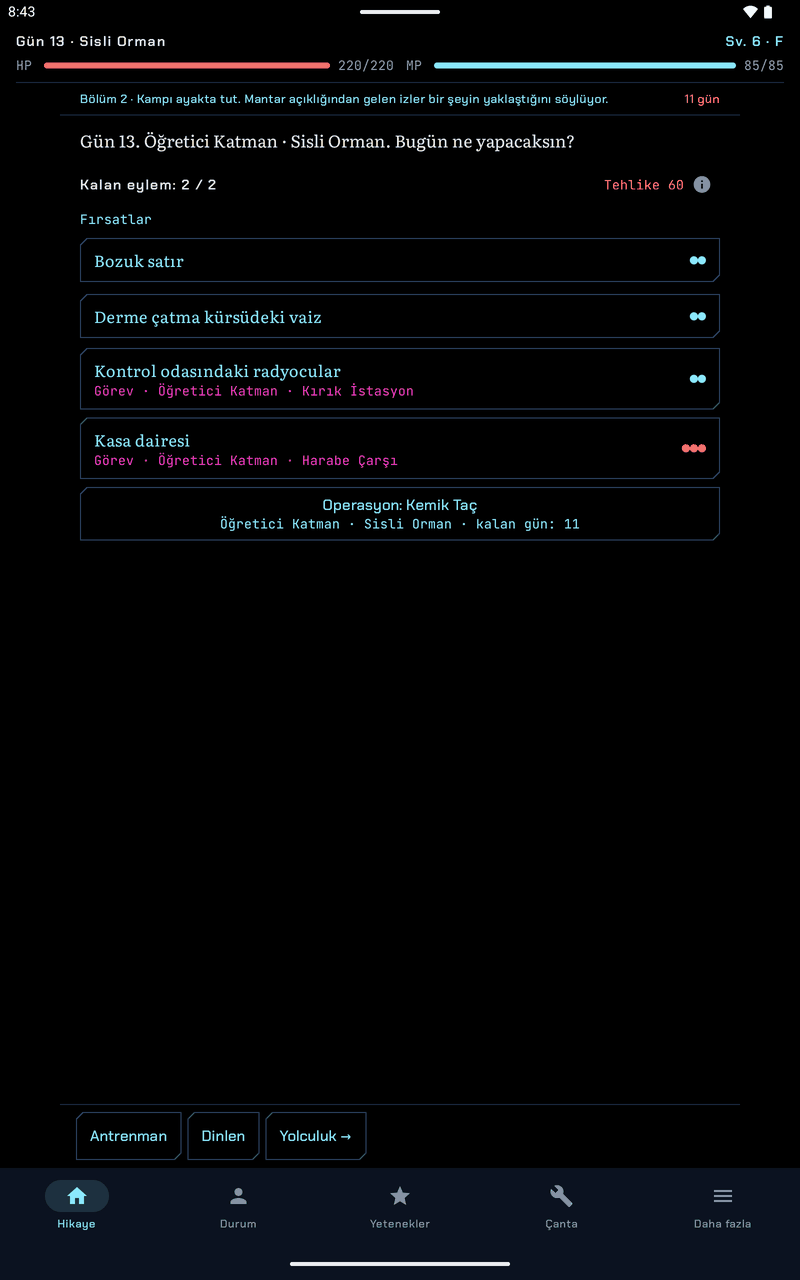 8:43
Gün 13 · Sisli Orman
Sv. 6 · F
HP 220/220 MP 85/85
Bölüm 2 · Kampı ayakta tut. Mantar açıklığından gelen izler bir şeyin yaklaştığını söylüyor. 11 gün
Gün 13. Öğretici Katman · Sisli Orman. Bugün ne yapacaksın?
Kalan eylem: 2 / 2
Tehlike 60
Fırsatlar
Bozuk satır
Derme çatma kürsüdeki vaiz
Kontrol odasındaki radyocular
Görev · Öğretici Katman · Kırık İstasyon
Kasa dairesi
Görev · Öğretici Katman · Harabe Çarşı
Operasyon: Kemik Taç
Öğretici Katman · Sisli Orman · kalan gün: 11
Antrenman
Dinlen
Yolculuk →
Hikaye
Durum
Yetenekler
Çanta
Daha fazla